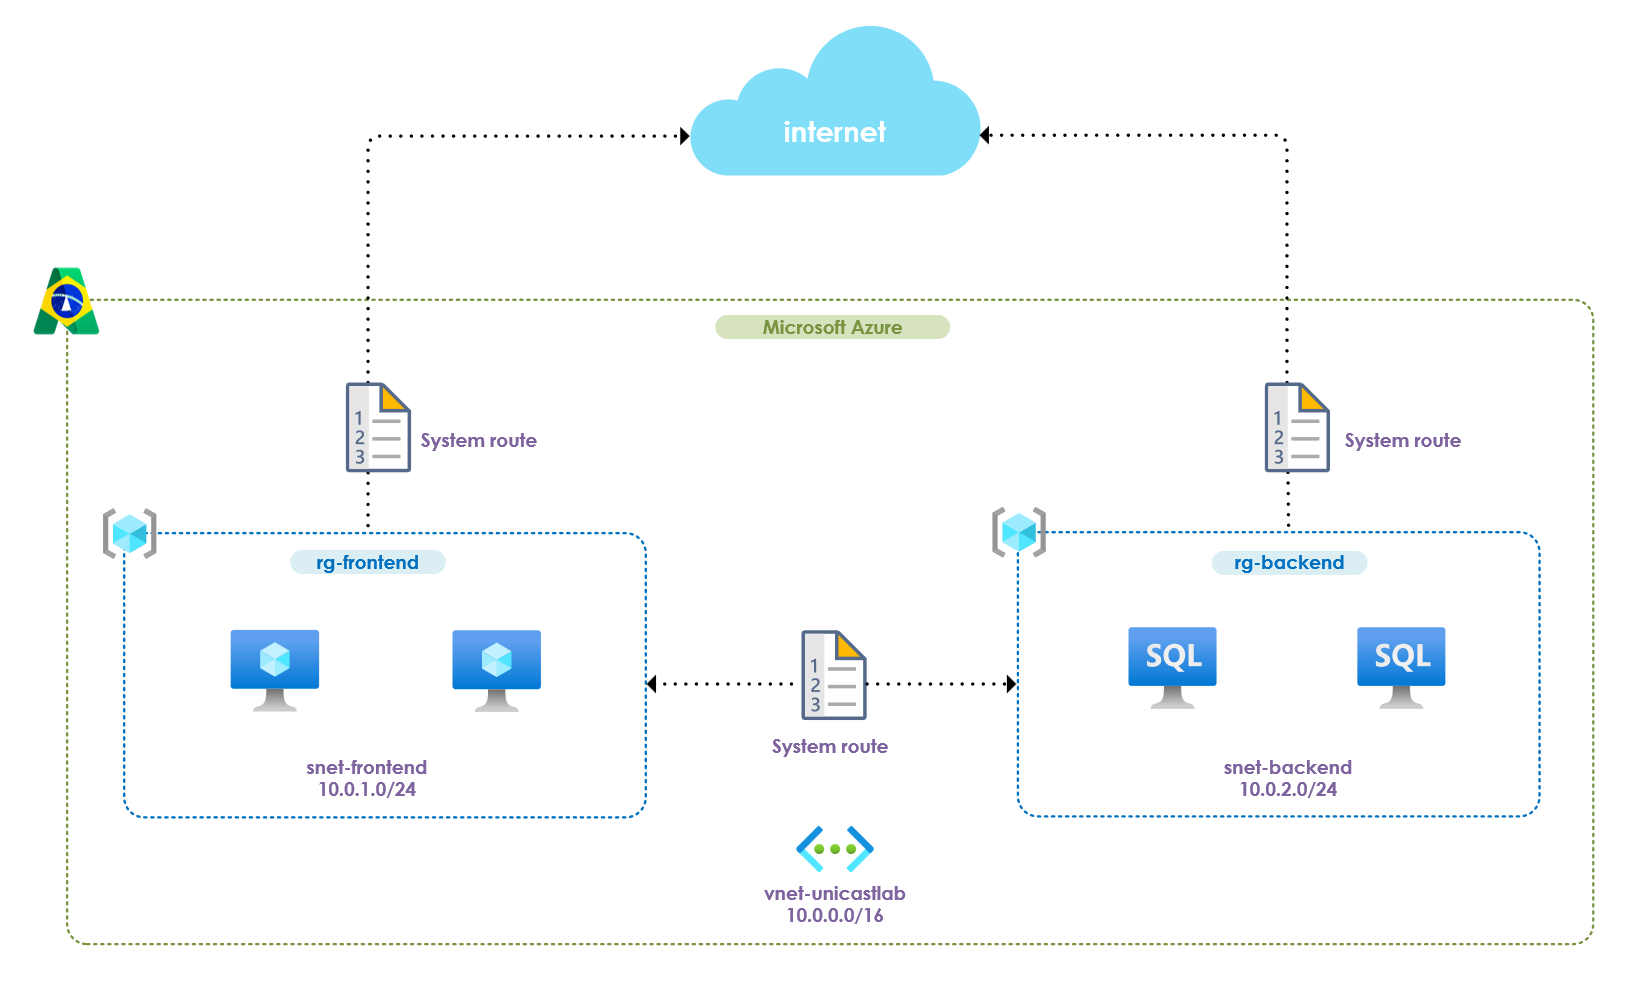 internet
Microsoft Azure
1
2
3
System route
1
2
3
System route
rg-frontend
rg-backend
SQL
SQL
1
2
3
System route
snet-frontend
10.0.1.0/24
snet-backend
10.0.2.0/24
vnet-unicastlab
10.0.0.0/16